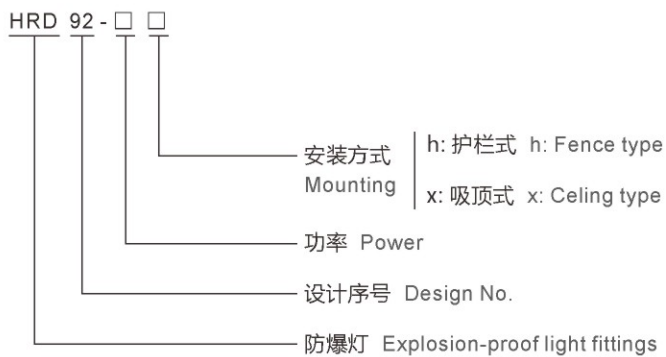 HRD 92-□□
安装方式 h: 护栏式 h: Fence type
Mounting x: 吸顶式 x: Celing type
功率 Power
设计序号 Design No.
防爆灯 Explosion-proof light fittings